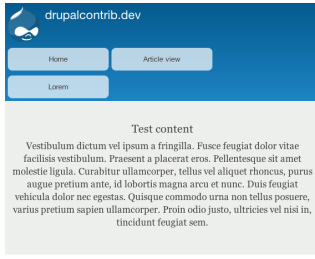 drupalcontrib.dev
Home
Article view
Lorem
Test content
Vestibulum dictum vel ipsum a fringilla. Fusce feugiat dolor vitae
facilisis vestibulum. Praesent a placerat eros. Pellentesque sit amet
molestie ligula. Curabitur ullamcorper, tellus vel aliquet rhoncus, purus
augue pretium ante, id lobortis magna arcu et nunc. Duis feugiat
vehicula dolor nec egestas. Quisque commodo urna non tellus posuere,
varius pretium sapien ullamcorper. Proin odio justo, ultricies vel nisi in,
tincidunt feugiat sem.